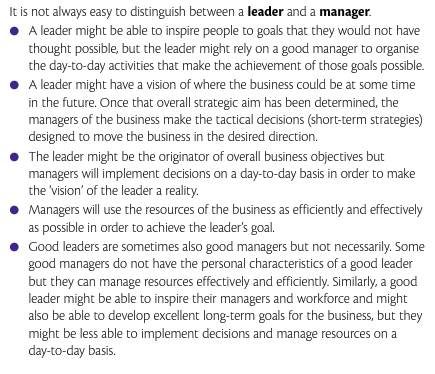 It is not always easy to distinguish between a leader and a manager.
● A leader might be able to inspire people to goals that they would not have
thought possible, but the leader might rely on a good manager to organise
the day-to-day activities that make the achievement of those goals possible.
● A leader might have a vision of where the business could be at some time
in the future. Once that overall strategic aim has been determined, the
managers of the business make the tactical decisions (short-term strategies)
designed to move the business in the desired direction.
● The leader might be the originator of overall business objectives but
managers will implement decisions on a day-to-day basis in order to make
the ‘vision’ of the leader a reality.
● Managers will use the resources of the business as efficiently and effectively
as possible in order to achieve the leader’s goal.
● Good leaders are sometimes also good managers but not necessarily. Some
good managers do not have the personal characteristics of a good leader
but they can manage resources effectively and efficiently. Similarly, a good
leader might be able to inspire their managers and workforce and might
also be able to develop excellent long-term goals for the business, but they
might be less able to implement decisions and manage resources on a
day-to-day basis.